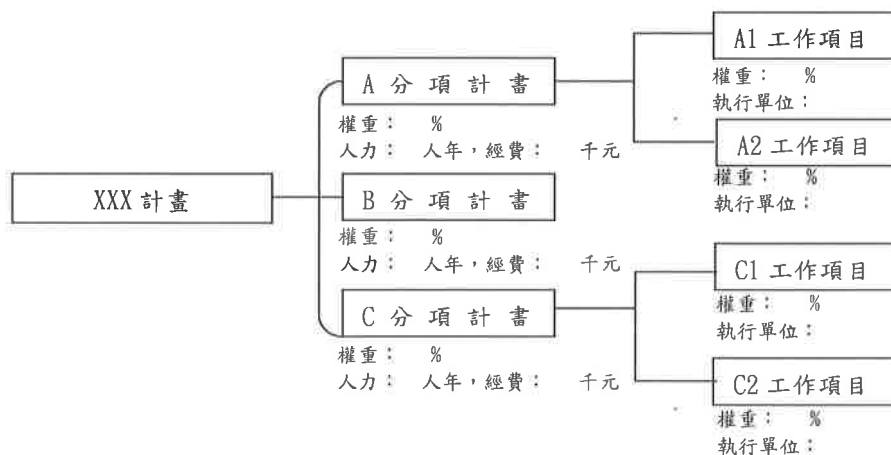 XXX 計畫
A 分 項 計 畫
權重： %
人力： 人年，經費： 千元
B 分 項 計 畫
權重： %
人力： 人年，經費： 千元
C 分 項 計 畫
權重： %
人力： 人年，經費： 千元
A1 工作項目
權重： %
執行單位：
A2 工作項目
權重： %
執行單位：
C1 工作項目
權重： %
執行單位：
C2 工作項目
權重： %
執行單位：